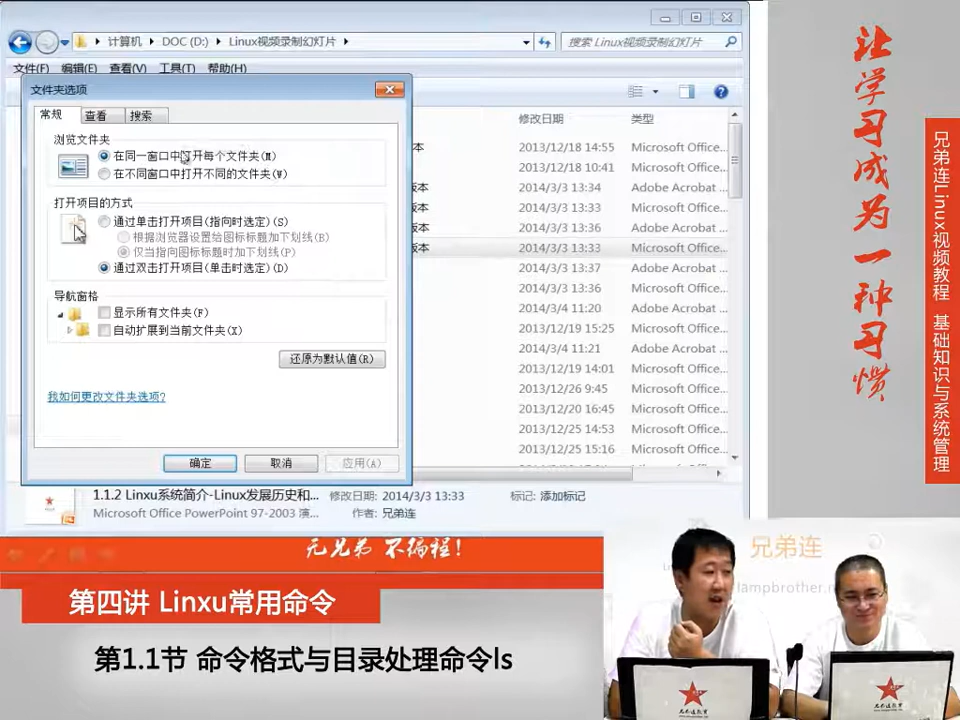 计算机 ▸ DOC (D:) ▸ Linux视频录制幻灯片 ▸
搜索 Linux视频录制幻灯片
文件(F) 编辑(E) 查看(V) 工具(T) 帮助(H)
文件夹选项
常规 查看 搜索
浏览文件夹
在同一窗口中打开每个文件夹(M)
在不同窗口中打开不同的文件夹(W)
打开项目的方式
通过单击打开项目(指向时选定)(S)
根据浏览器设置给图标标题加下划线(B)
仅当指向图标标题时加下划线(P)
通过双击打开项目(单击时选定)(D)
导航窗格
显示所有文件夹(F)
自动扩展到当前文件夹(X)
还原为默认值(R)
我如何更改文件夹选项?
确定 取消 应用(A)
修改日期 类型
本 2013/12/18 14:55 Microsoft Office...
2013/12/18 10:41 Microsoft Office...
版本 2014/3/3 13:34 Adobe Acrobat ...
版本 2014/3/3 13:33 Microsoft Office...
版本 2014/3/3 13:36 Adobe Acrobat ...
版本 2014/3/3 13:33 Microsoft Office...
2014/3/3 13:37 Adobe Acrobat ...
2014/3/3 13:36 Microsoft Office...
2014/3/4 11:20 Adobe Acrobat ...
2013/12/19 15:25 Microsoft Office...
2014/3/4 11:21 Adobe Acrobat ...
2013/12/19 14:01 Microsoft Office...
2013/12/26 9:45 Microsoft Office...
2013/12/20 16:45 Microsoft Office...
2013/12/25 14:53 Microsoft Office...
2013/12/25 15:16 Microsoft Office...
1.1.2 Linxu系统简介-Linux发展历史和... 修改日期: 2014/3/3 13:33 标记: 添加标记
Microsoft Office PowerPoint 97-2003 演... 作者: 兄弟连
无兄弟 不编程!
第四讲 Linxu常用命令
第1.1节 命令格式与目录处理命令ls
让学习成为一种习惯
兄弟连Linux视频教程 基础知识与系统管理
兄弟连